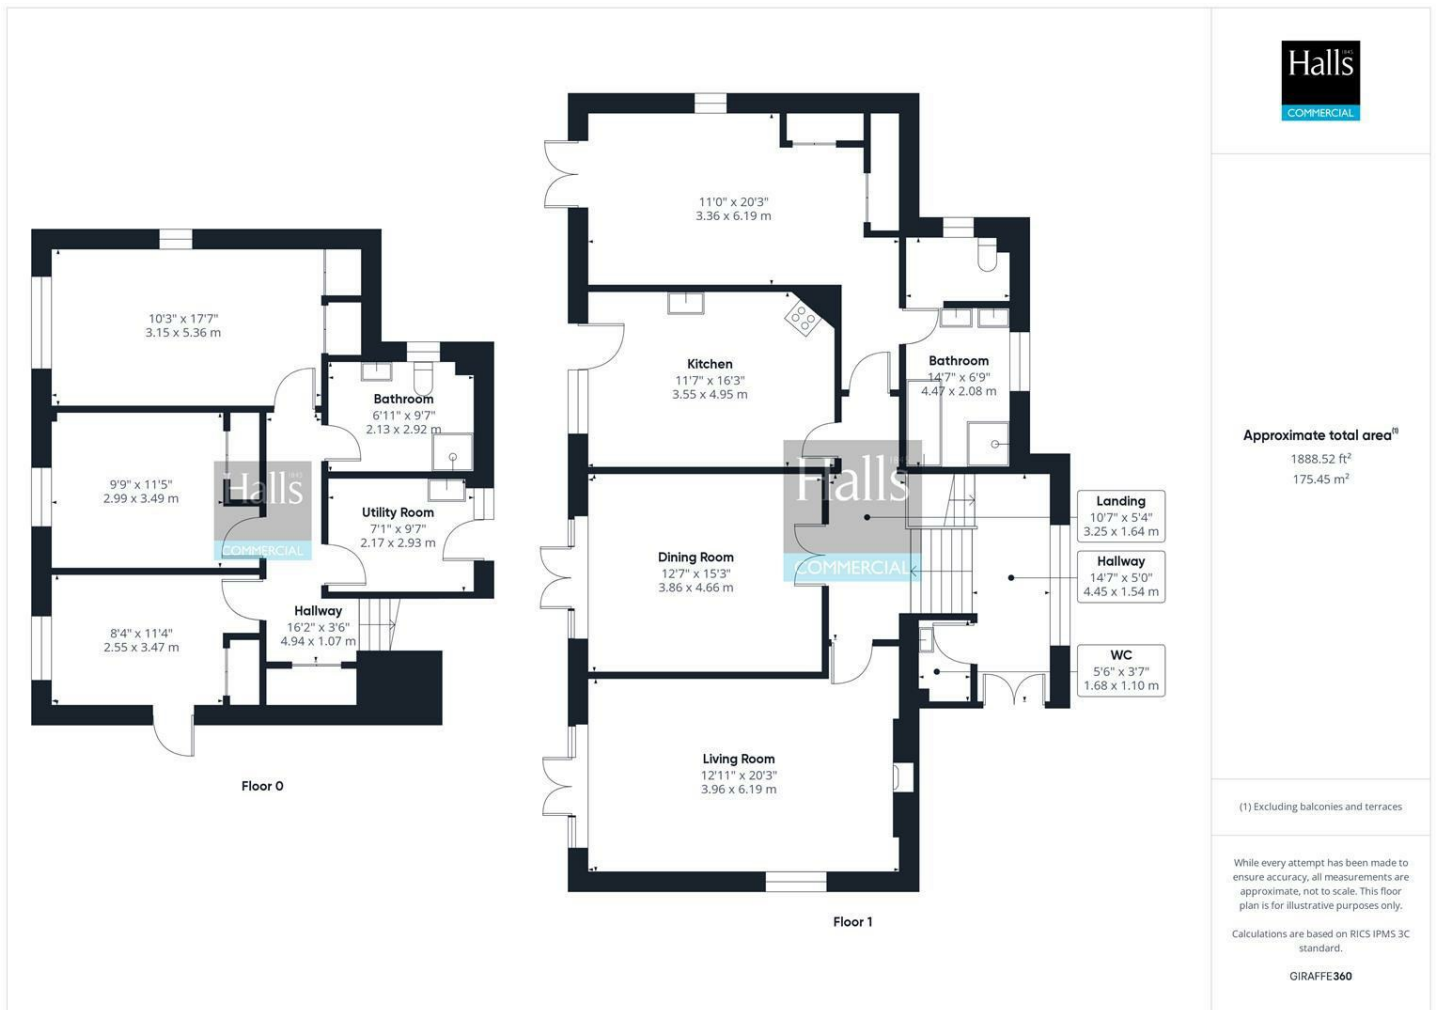 10'3" x 17'7"
3.15 x 5.36 m
Bathroom
6'11" x 9'7"
2.13 x 2.92 m
9'9" x 11'5"
2.99 x 3.49 m
Halls
1845
COMMERCIAL
Utility Room
7'1" x 9'7"
2.17 x 2.93 m
8'4" x 11'4"
2.55 x 3.47 m
Hallway
16'2" x 3'6"
4.94 x 1.07 m
Floor 0
11'0" x 20'3"
3.36 x 6.19 m
Kitchen
11'7" x 16'3"
3.55 x 4.95 m
Bathroom
14'7" x 6'9"
4.47 x 2.08 m
Halls
1845
COMMERCIAL
Dining Room
12'7" x 15'3"
3.86 x 4.66 m
Landing
10'7" x 5'4"
3.25 x 1.64 m
Hallway
14'7" x 5'0"
4.45 x 1.54 m
WC
5'6" x 3'7"
1.68 x 1.10 m
Living Room
12'11" x 20'3"
3.96 x 6.19 m
Floor 1
Halls
1845
COMMERCIAL
Approximate total area⁽¹⁾
1888.52 ft²
175.45 m²
(1) Excluding balconies and terraces
While every attempt has been made to
ensure accuracy, all measurements are
approximate, not to scale. This floor
plan is for illustrative purposes only.
Calculations are based on RICS IPMS 3C
standard.
GIRAFFE360